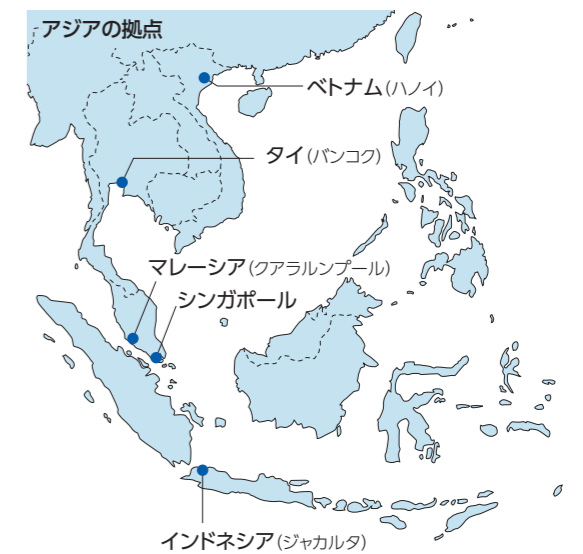 アジアの拠点
ベトナム(ハノイ)
タイ(バンコク)
マレーシア(クアラルンプール)
シンガポール
インドネシア(ジャカルタ)